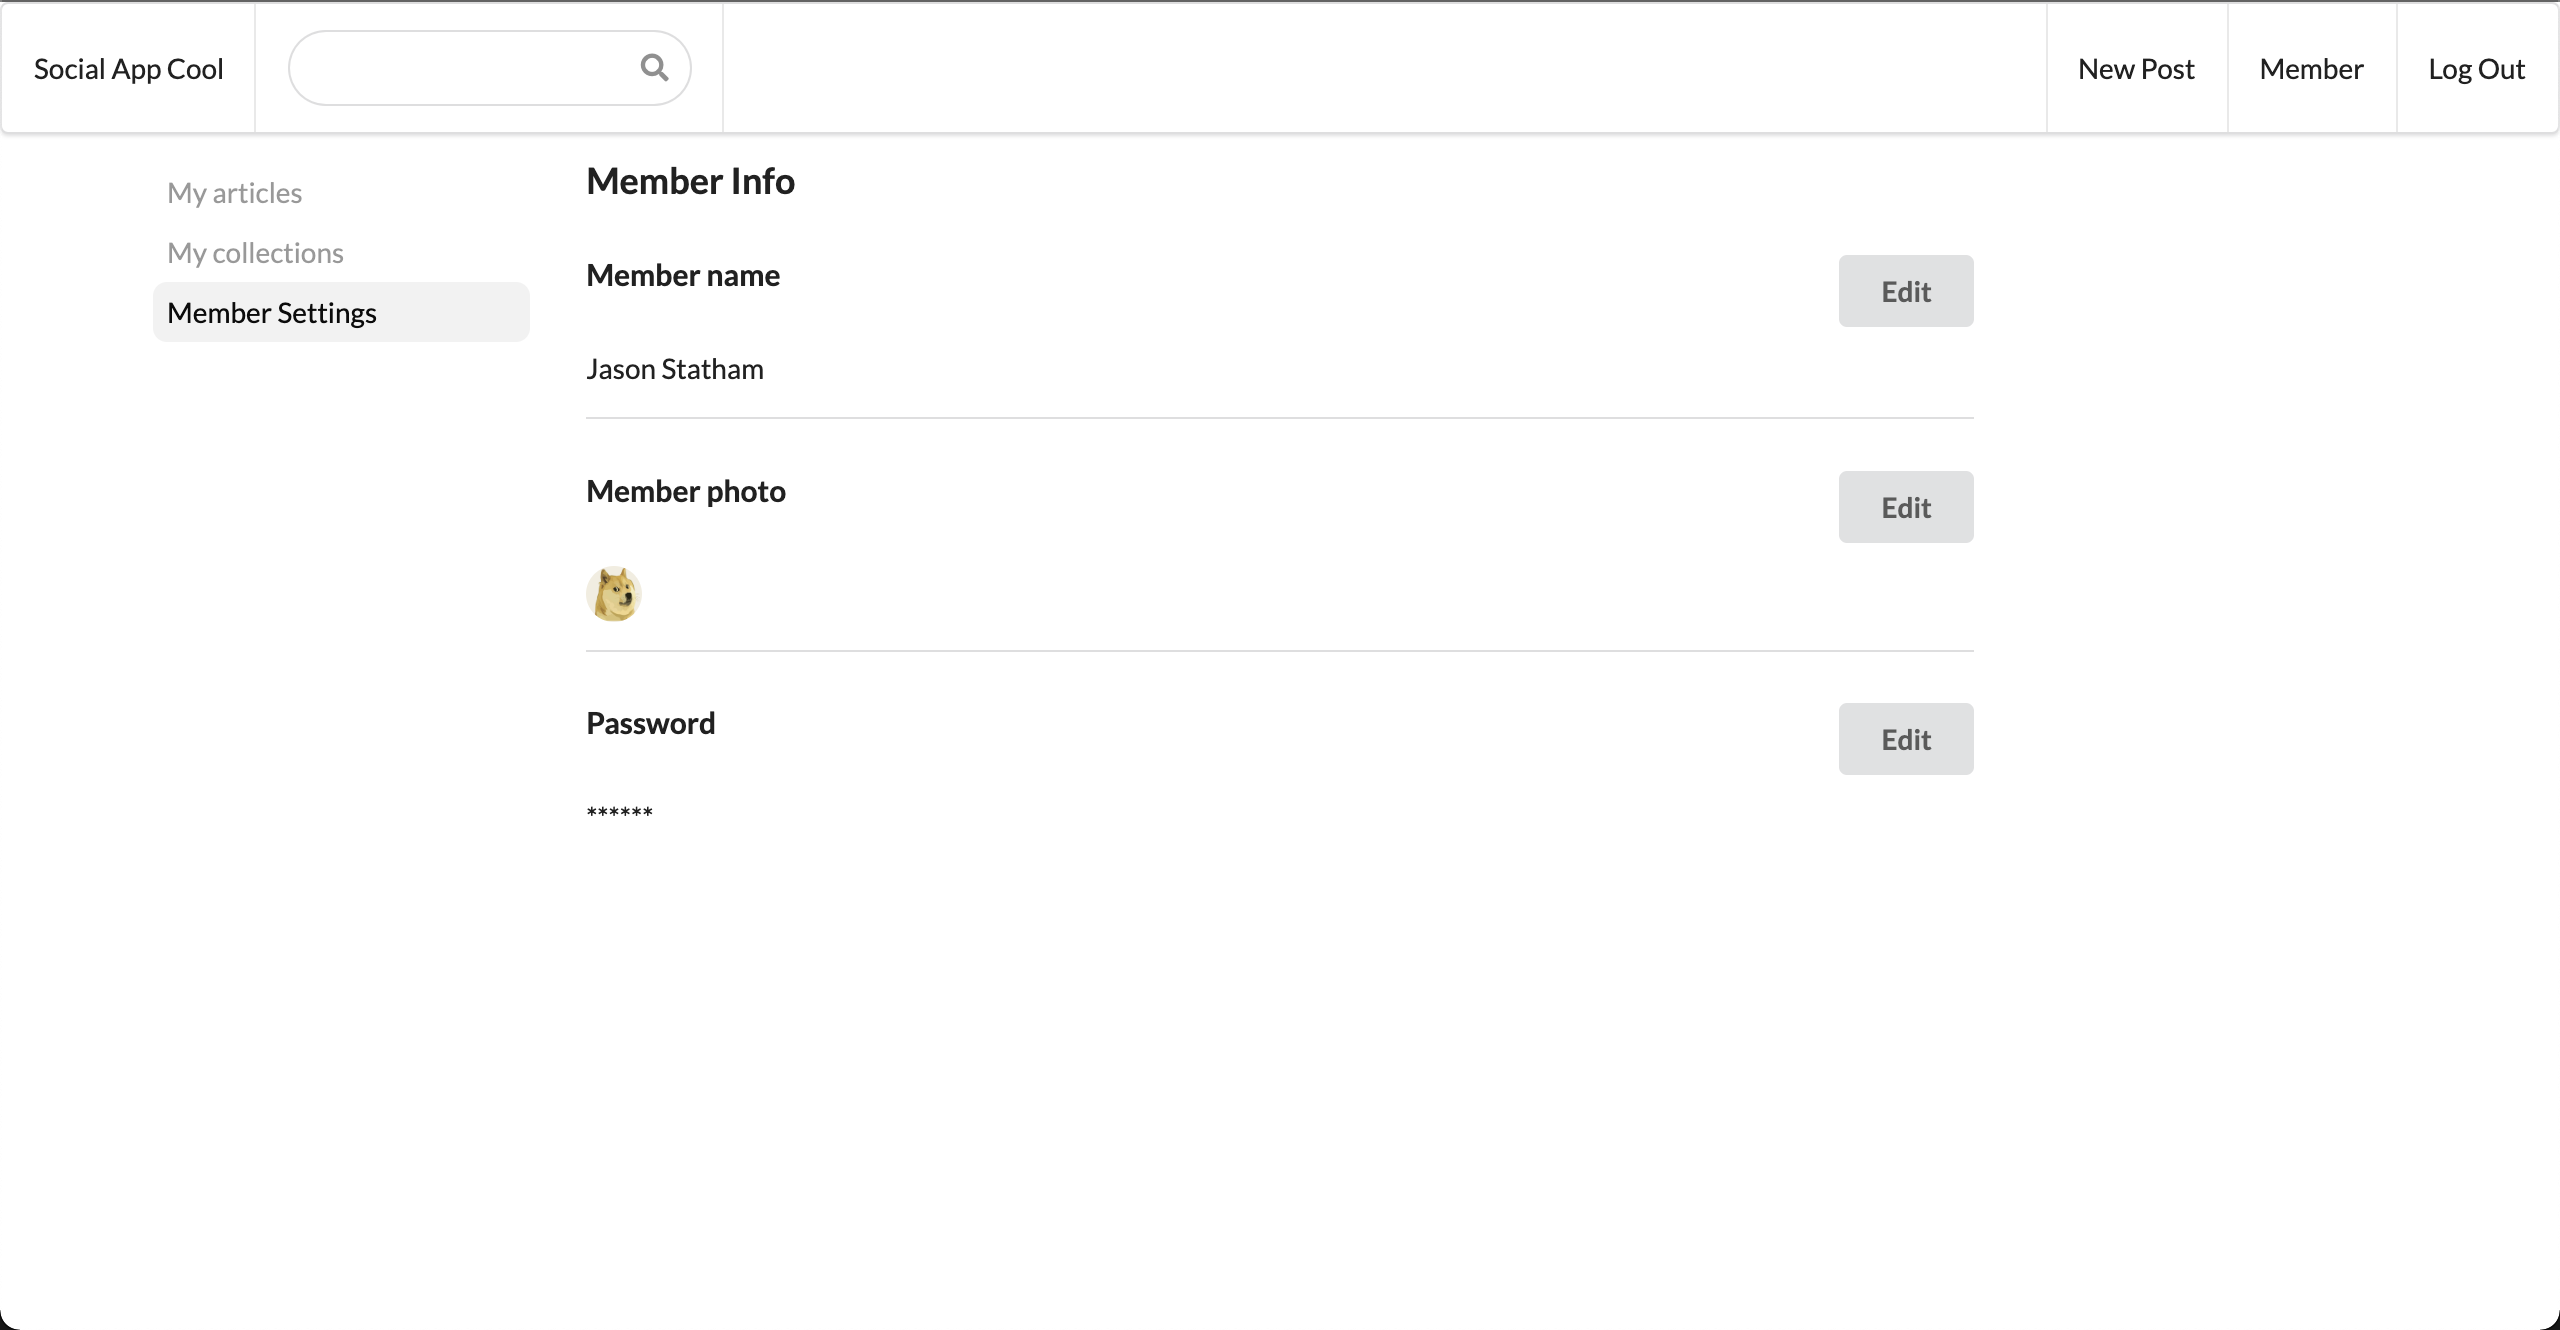 Social App Cool
New Post
Member
Log Out
My articles
My collections
Member Settings
Member Info
Member name
Edit
Jason Statham
Member photo
Edit
Password
Edit
******